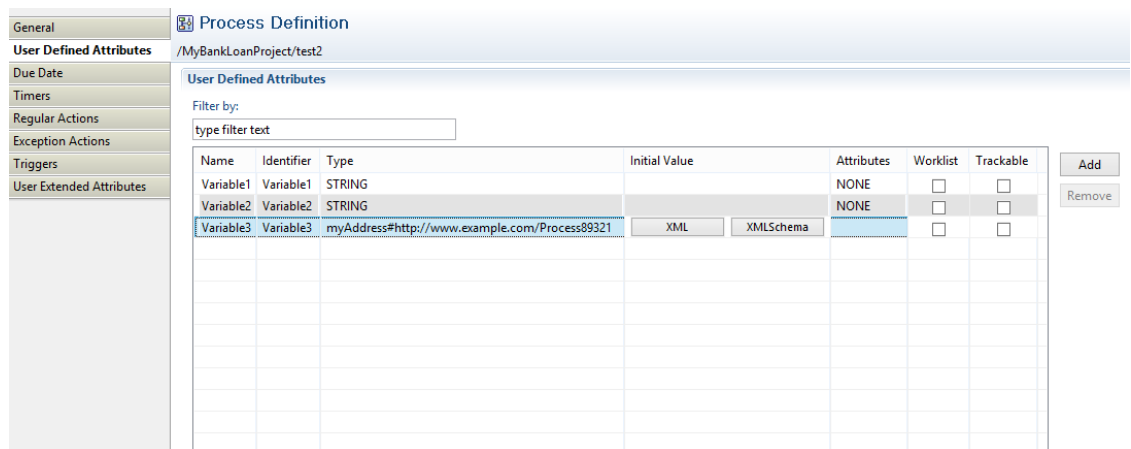 General
User Defined Attributes
Due Date
Timers
Regular Actions
Exception Actions
Triggers
User Extended Attributes
Process Definition
/MyBankLoanProject/test2
User Defined Attributes
Filter by:
type filter text
Name Identifier Type Initial Value Attributes Worklist Trackable
Variable1 Variable1 STRING NONE
Variable2 Variable2 STRING NONE
Variable3 Variable3 myAddress#http://www.example.com/Process89321 XML XMLSchema
Add
Remove